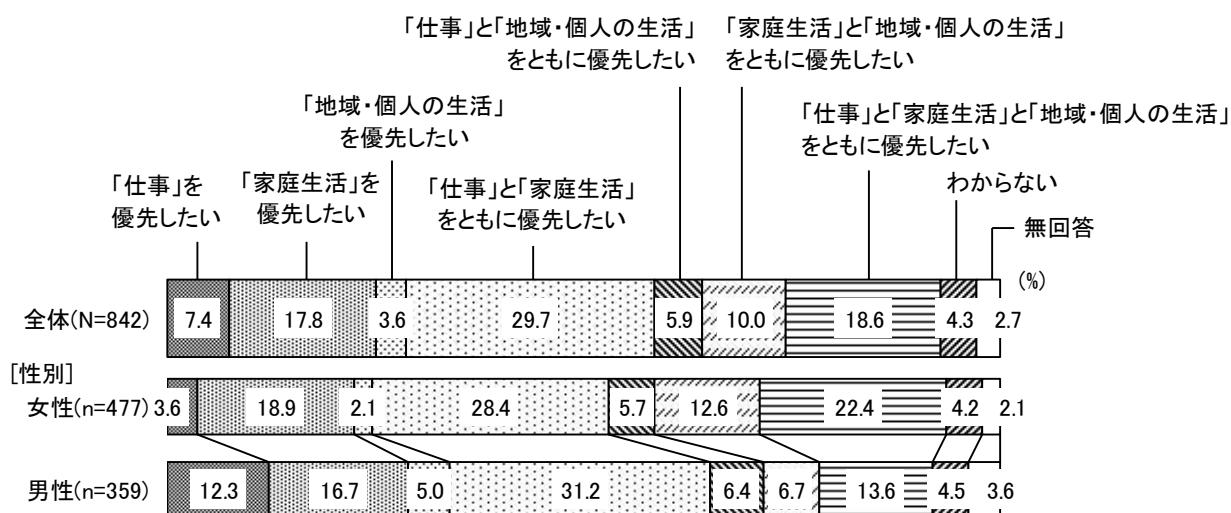 「仕事」と「地域・個人の生活」
をともに優先したい
「家庭生活」と「地域・個人の生活」
をともに優先したい
「地域・個人の生活」
を優先したい
「仕事」と「家庭生活」と「地域・個人の生活」
をともに優先したい
「仕事」を
優先したい
「家庭生活」を
優先したい
「仕事」と「家庭生活」
をともに優先したい
わからない
無回答
(%)
全体(N=842) 7.4 17.8 3.6 29.7 5.9 10.0 18.6 4.3 2.7
[性別]
女性(n=477) 3.6 18.9 2.1 28.4 5.7 12.6 22.4 4.2 2.1
男性(n=359) 12.3 16.7 5.0 31.2 6.4 6.7 13.6 4.5 3.6